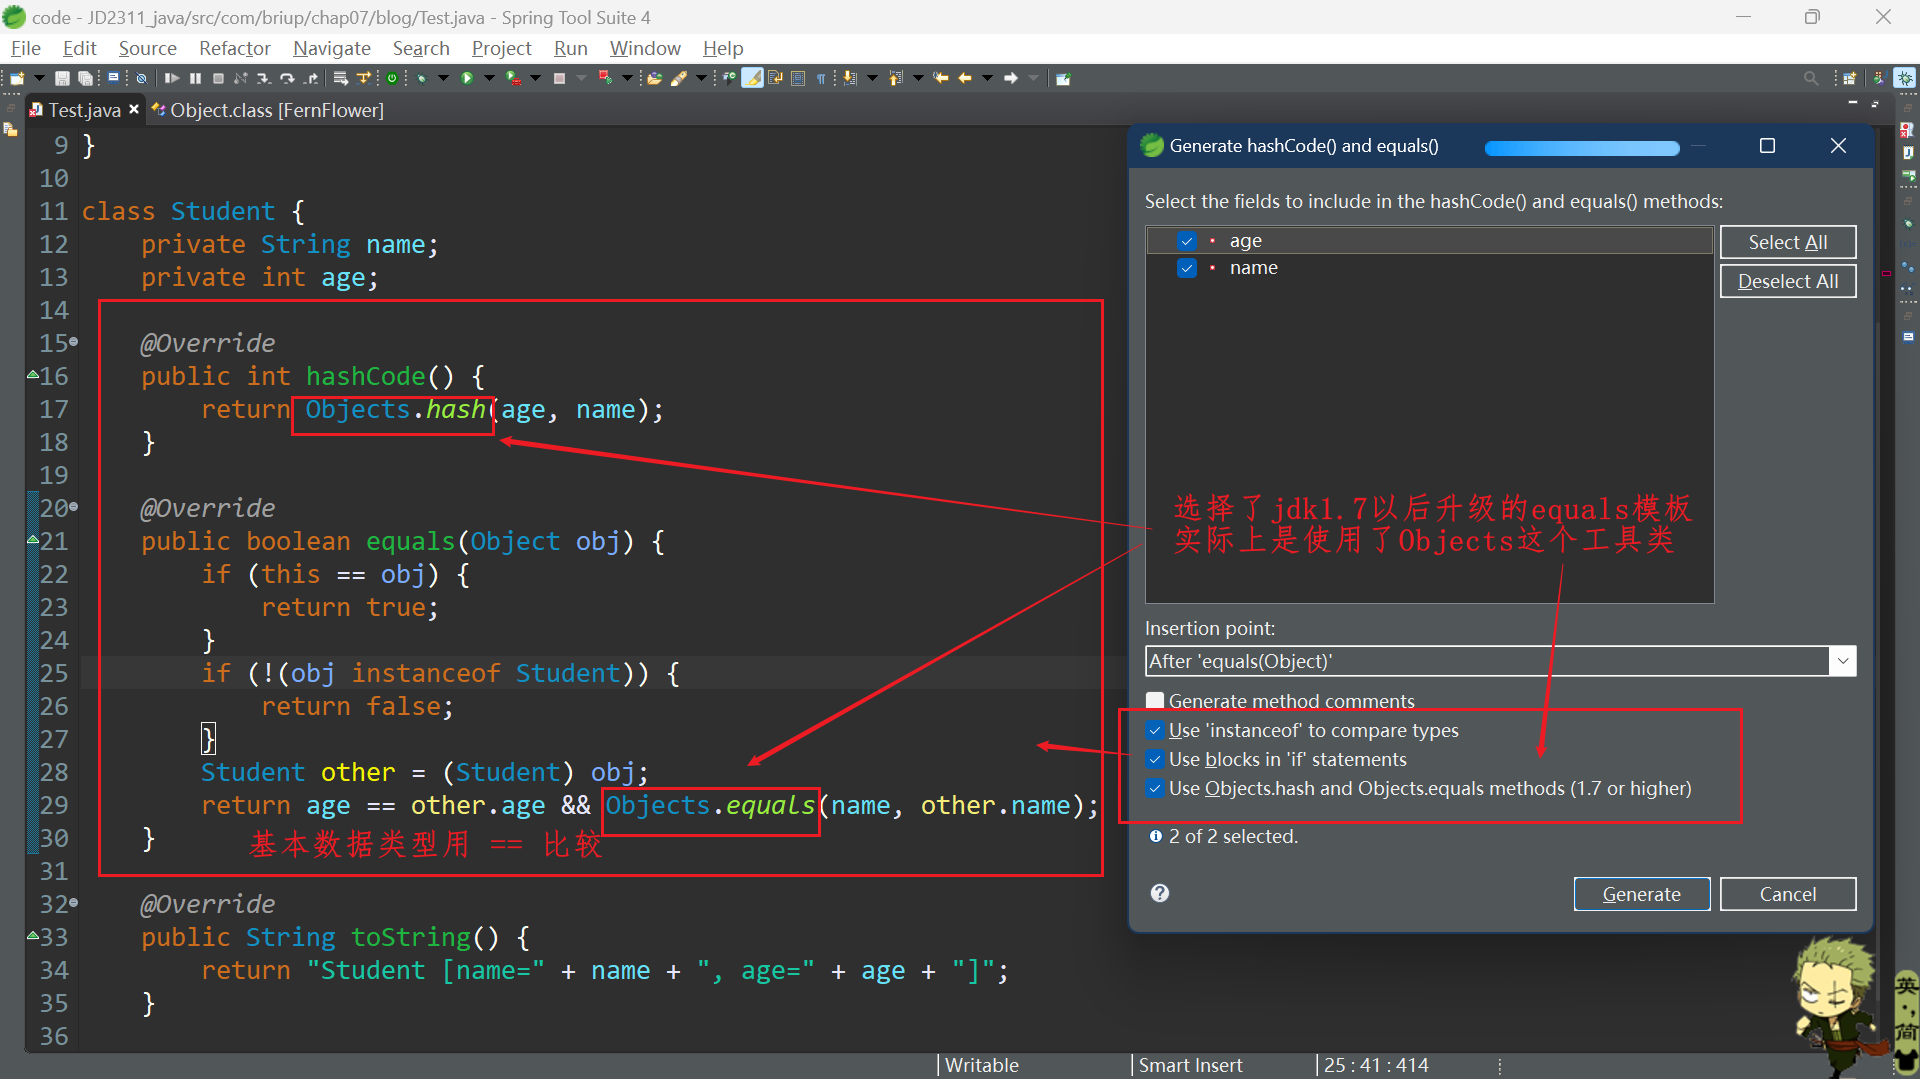 code - JD2311_java/src/com/briup/chap07/blog/Test.java - Spring Tool Suite 4
File Edit Source Refactor Navigate Search Project Run Window Help
Test.java Object.class [FernFlower]
9 }
10
11 class Student {
12 private String name;
13 private int age;
14
15 @Override
16 public int hashCode() {
17 return Objects.hash(age, name);
18 }
19
20 @Override
21 public boolean equals(Object obj) {
22 if (this == obj) {
23 return true;
24 }
25 if (!(obj instanceof Student)) {
26 return false;
27 }
28 Student other = (Student) obj;
29 return age == other.age && Objects.equals(name, other.name);
30 }
基本数据类型用 == 比较
31
32 @Override
33 public String toString() {
34 return "Student [name=" + name + ", age=" + age + "]";
35 }
36
Generate hashCode() and equals()
Select the fields to include in the hashCode() and equals() methods:
age
name
Select All
Deselect All
选择了jdk1.7以后升级的equals模板
实际上是使用了Objects这个工具类
Insertion point:
After 'equals(Object)'
Generate method comments
Use 'instanceof' to compare types
Use blocks in 'if' statements
Use Objects.hash and Objects.equals methods (1.7 or higher)
2 of 2 selected.
Generate
Cancel
Writable Smart Insert 25 : 41 : 414
英
简